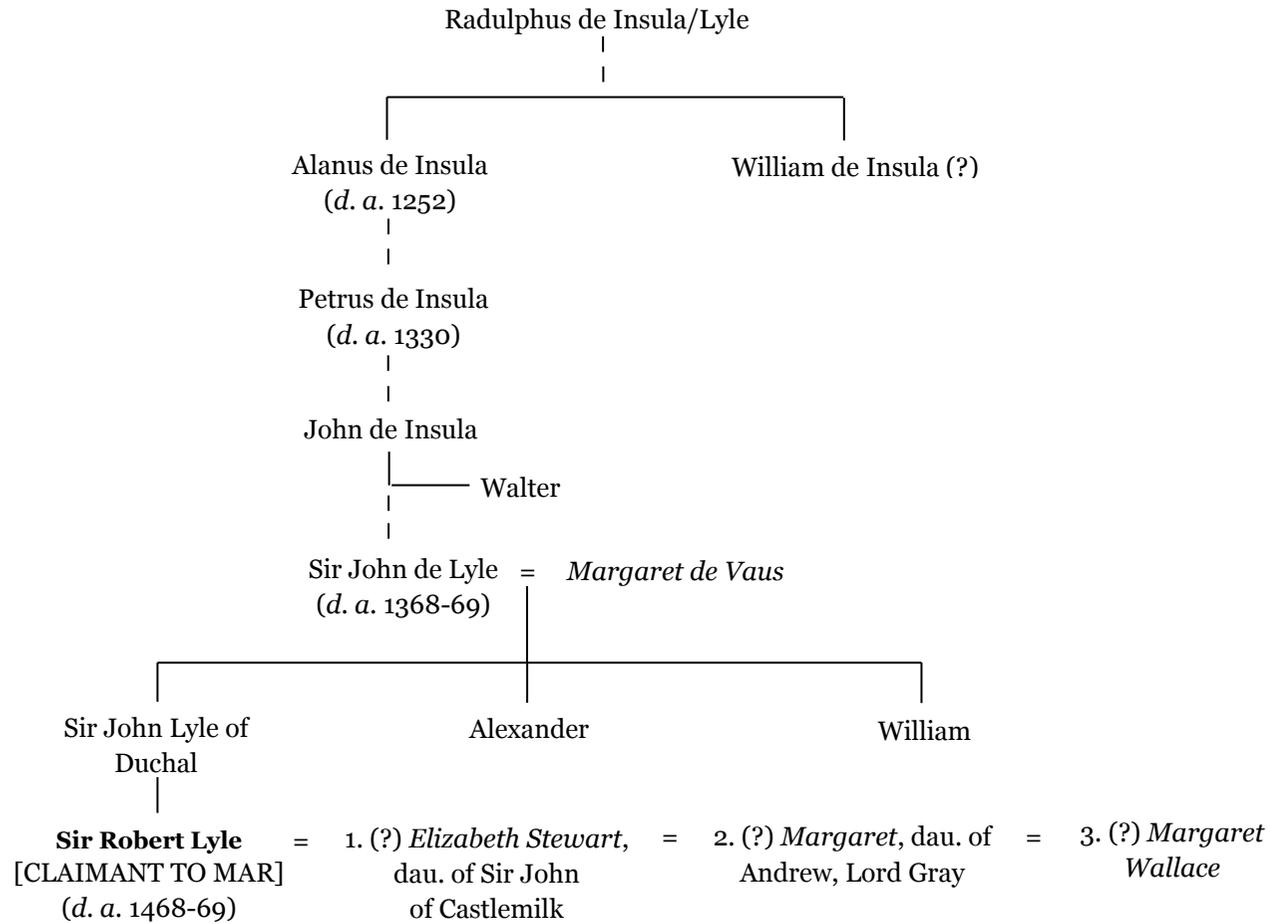 Radulphus de Insula/Lyle
Alanus de Insula
(d. a. 1252)
William de Insula (?)
Petrus de Insula
(d. a. 1330)
John de Insula
Walter
Sir John de Lyle = Margaret de Vaus
(d. a. 1368-69)
Sir John Lyle of
Duchal
Alexander
William
Sir Robert Lyle
[CLAIMANT TO MAR]
(d. a. 1468-69)
=
1. (?) Elizabeth Stewart,
dau. of Sir John
of Castlemilk
=
2. (?) Margaret, dau. of
Andrew, Lord Gray
=
3. (?) Margaret
Wallace